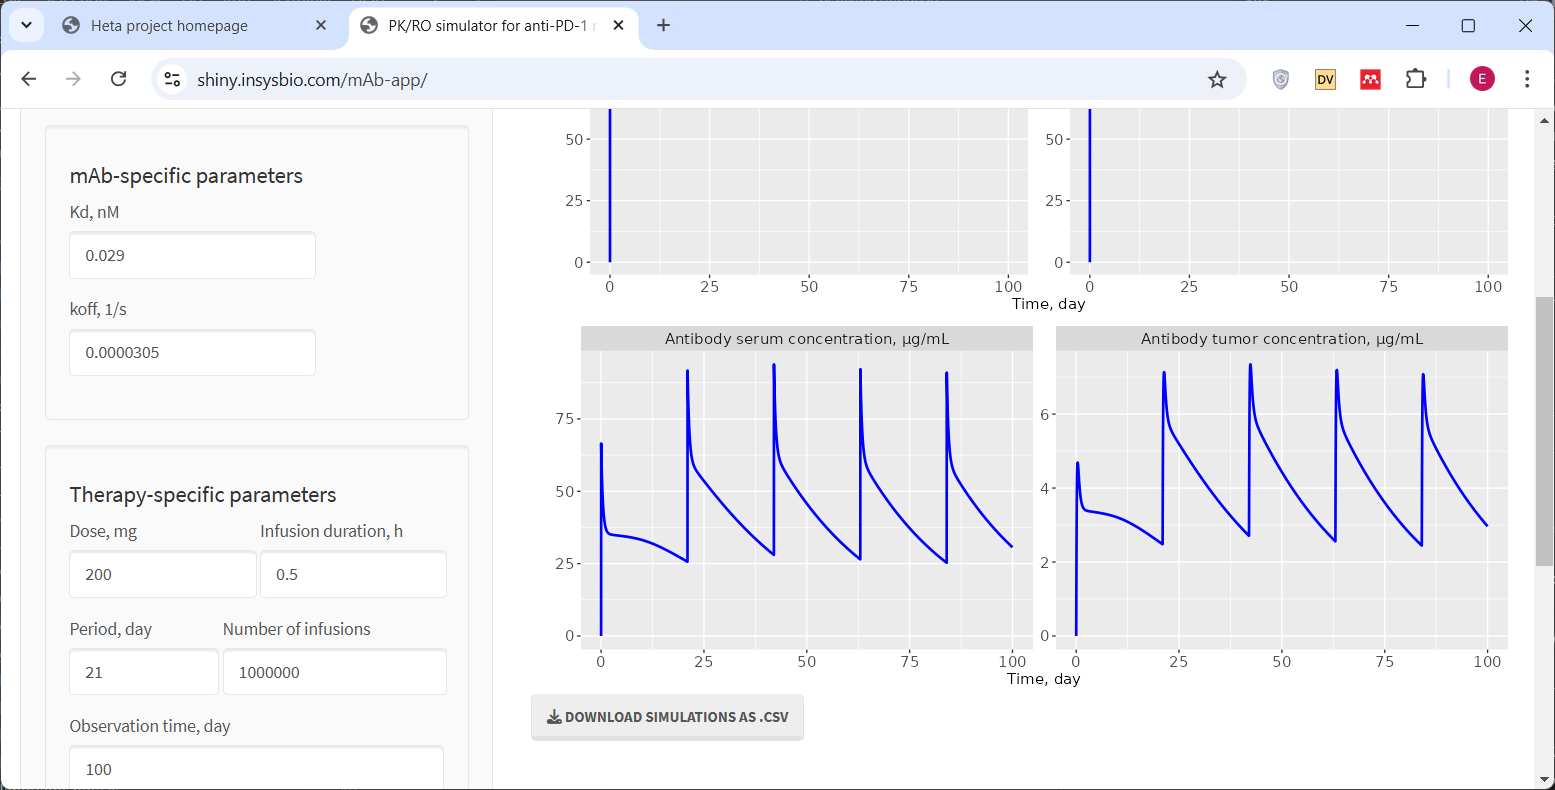 Heta project homepage
PK/RO simulator for anti-PD-1
shiny.insysbio.com/mAb-app/
DV
E
mAb-specific parameters
Kd, nM
0.029
koff, 1/s
0.0000305
Therapy-specific parameters
Dose, mg Infusion duration, h
200 0.5
Period, day Number of infusions
21 1000000
Observation time, day
100
50 50
25 25
0 0
0 25 50 75 100 0 25 50 75 100
Time, day
Antibody serum concentration, µg/mL Antibody tumor concentration, µg/mL
75 6
50 4
25 2
0 0
0 25 50 75 100 0 25 50 75 100
Time, day
DOWNLOAD SIMULATIONS AS .CSV